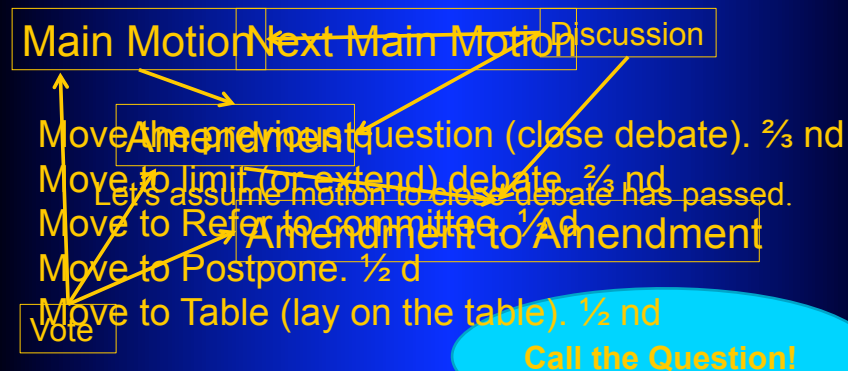 Main Motion
Next Main Motion
Discussion
Amendment
Move the previous question (close debate). ⅔ nd
Move to limit (or extend) debate. ⅔ nd
Let's assume motion to close debate has passed.
Move to Refer to committee. ½ d
Amendment to Amendment
Move to Postpone. ½ d
Move to Table (lay on the table). ½ nd
Vote
Call the Question!